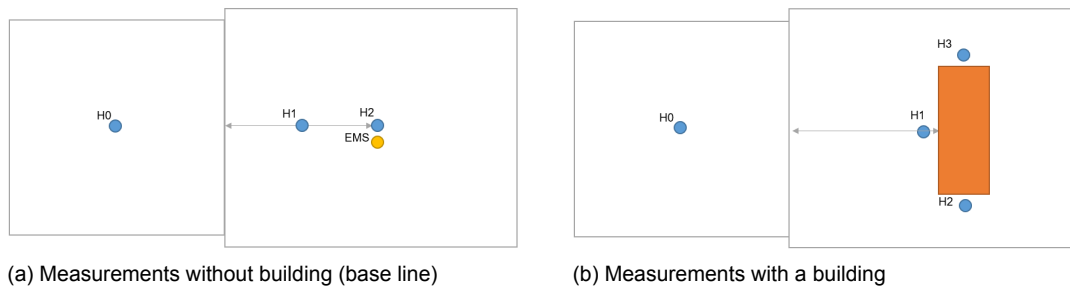 H0
H1
H2
EMS
(a) Measurements without building (base line)
H0
H3
H1
H2
(b) Measurements with a building